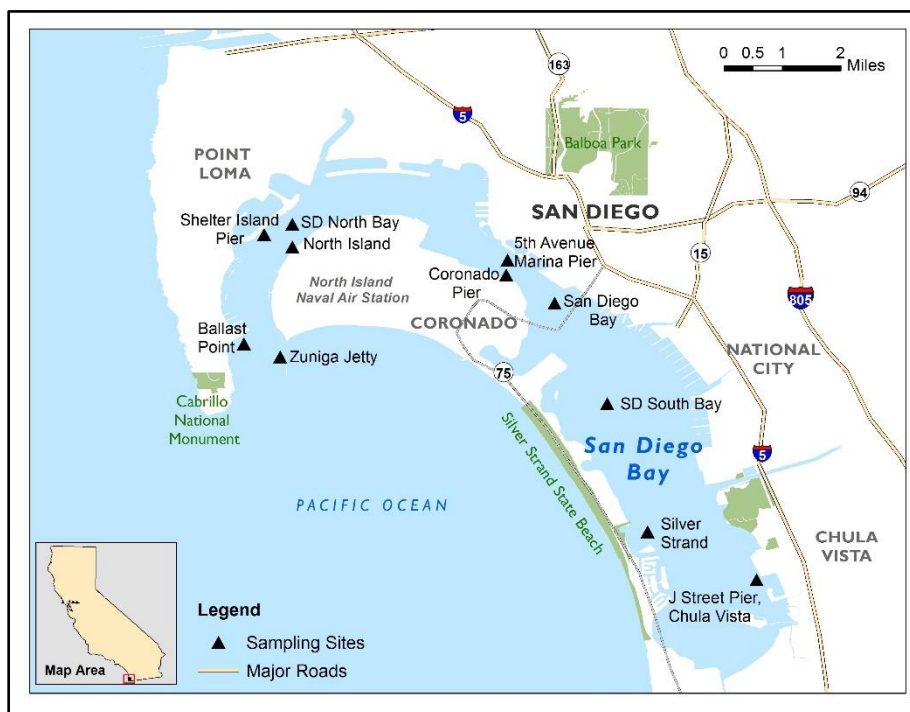 0 0.5 1 2
Miles
163
5
Balboa Park
POINT
LOMA
94
SAN DIEGO
Shelter Island
Pier
SD North Bay
North Island
5th Avenue
Marina Pier
15
North Island
Naval Air Station
Coronado
Pier
805
San Diego
Bay
CORONADO
Ballast
Point
Zuniga Jetty
NATIONAL
CITY
75
Cabrillo
National
Monument
SD South Bay
San Diego
Bay
5
Silver Strand State Beach
PACIFIC OCEAN
Silver
Strand
CHULA
VISTA
J Street Pier,
Chula Vista
Legend
Sampling Sites
Major Roads
Map Area